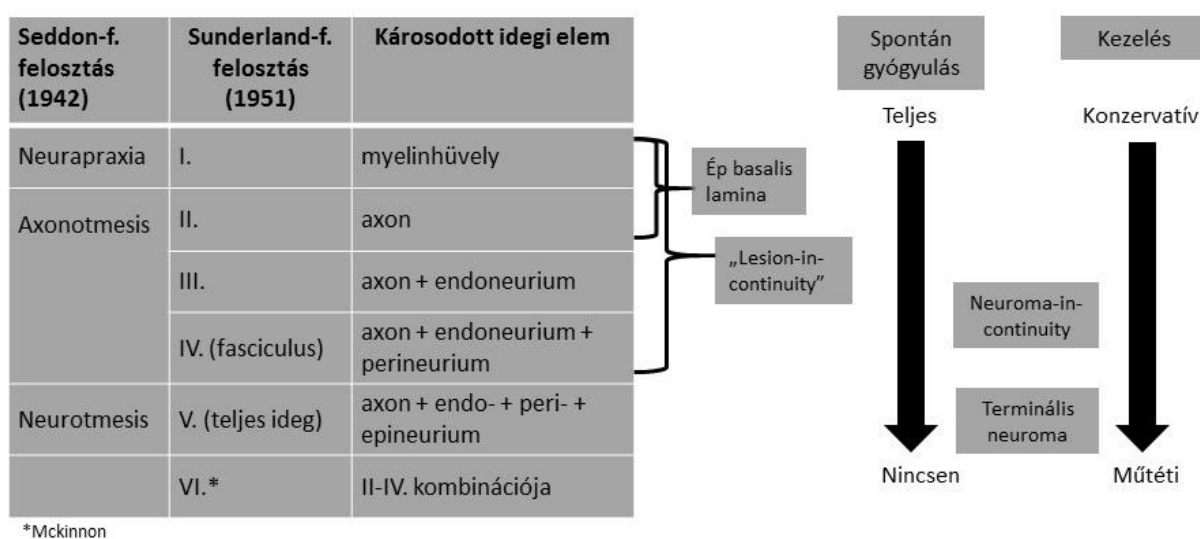 Seddon-f.
felosztás
(1942)
Sunderland-f.
felosztás
(1951)
Károsodott idegi elem
Neurapraxia
I.
myelinhüvely
Axonotmesis
II.
axon
III.
axon + endoneurium
IV. (fasciculus)
axon + endoneurium +
perineurium
Neurotmesis
V. (teljes ideg)
axon + endo- + peri- +
epineurium
VI.*
II-IV. kombinációja
*Mckinnon
Ép basalis
lamina
„Lesion-in-
continuity”
Spontán
gyógyulás
Teljes
Nincsen
Neuroma-in-
continuity
Terminális
neuroma
Kezelés
Konzervatív
Műtéti